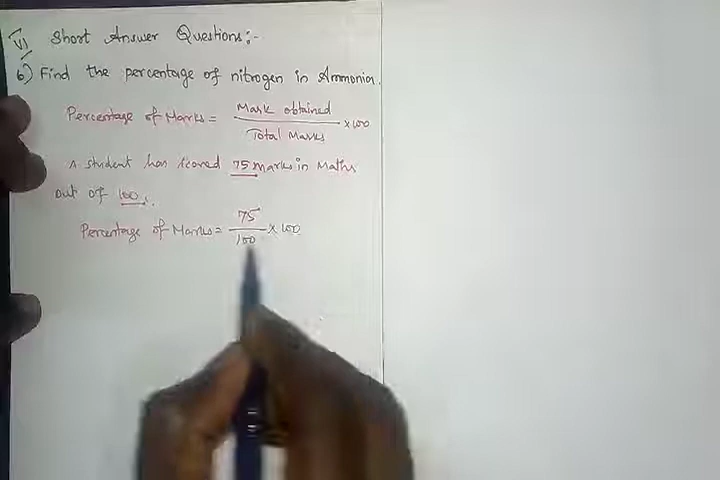 VI Short Answer Questions:-
6) Find the percentage of nitrogen in Ammonia.
Percentage of Marks = Mark obtained / Total Marks × 100
A student has scored 75 marks in Maths
out of 100,.
Percentage of Marks = 75 / 100 × 100